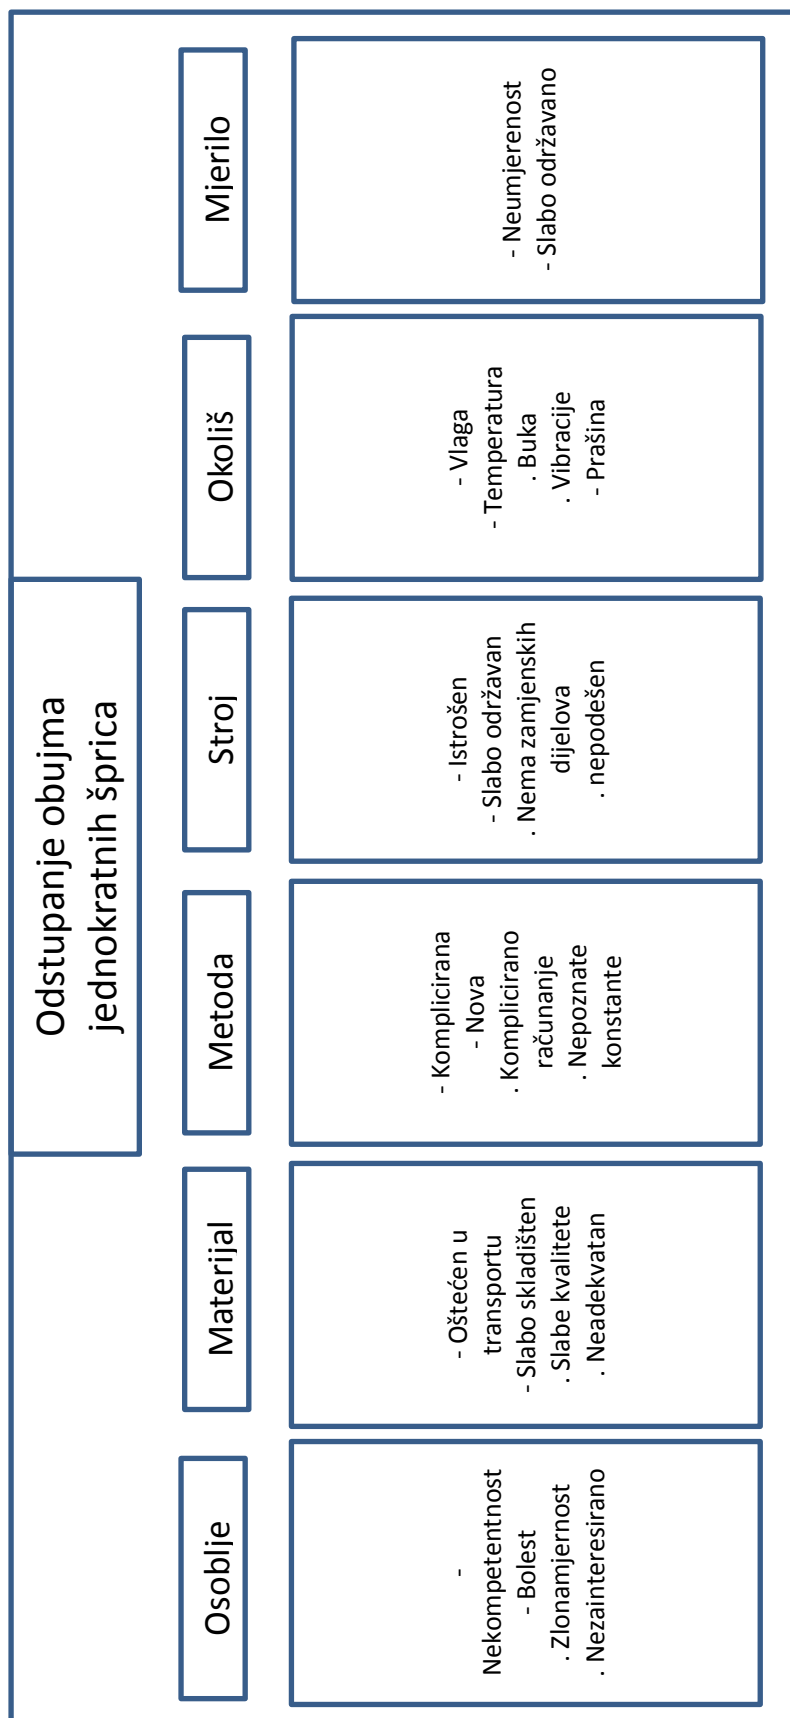 Odstupanje obujma
jednokratnih šprica
Osoblje
-
Nekompetentnost
- Bolest
. Zlonamjernost
. Nezainteresirano
Materijal
- Oštećen u
transportu
- Slabo skladišten
. Slabe kvalitete
. Neadekvatan
Metoda
- Komplicirana
- Nova
. Komplicirano
računanje
. Nepoznate
konstante
Stroj
- Istrošen
- Slabo održavan
. Nema zamjenskih
dijelova
. nepodešen
Okoliš
- Vlaga
- Temperatura
. Buka
. Vibracije
- Prašina
Mjerilo
- Neumjerenost
- Slabo održavano